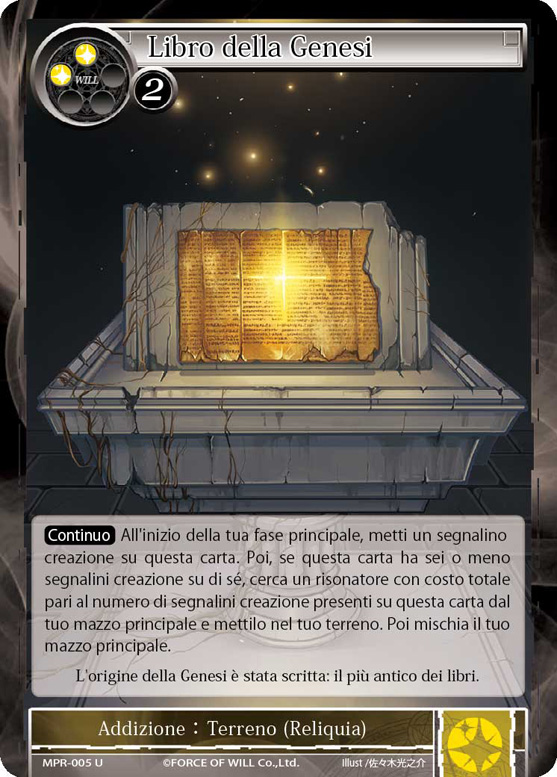 Libro della Genesi
WILL
2
Continuo All'inizio della tua fase principale, metti un segnalino
creazione su questa carta. Poi, se questa carta ha sei o meno
segnalini creazione su di sé, cerca un risonatore con costo totale
pari al numero di segnalini creazione presenti su questa carta dal
tuo mazzo principale e mettilo nel tuo terreno. Poi mischia il tuo
mazzo principale.
L'origine della Genesi è stata scritta: il più antico dei libri.
Addizione : Terreno (Reliquia)
MPR-005 U ©FORCE OF WILL Co.,Ltd. Illust /佐々木光之介